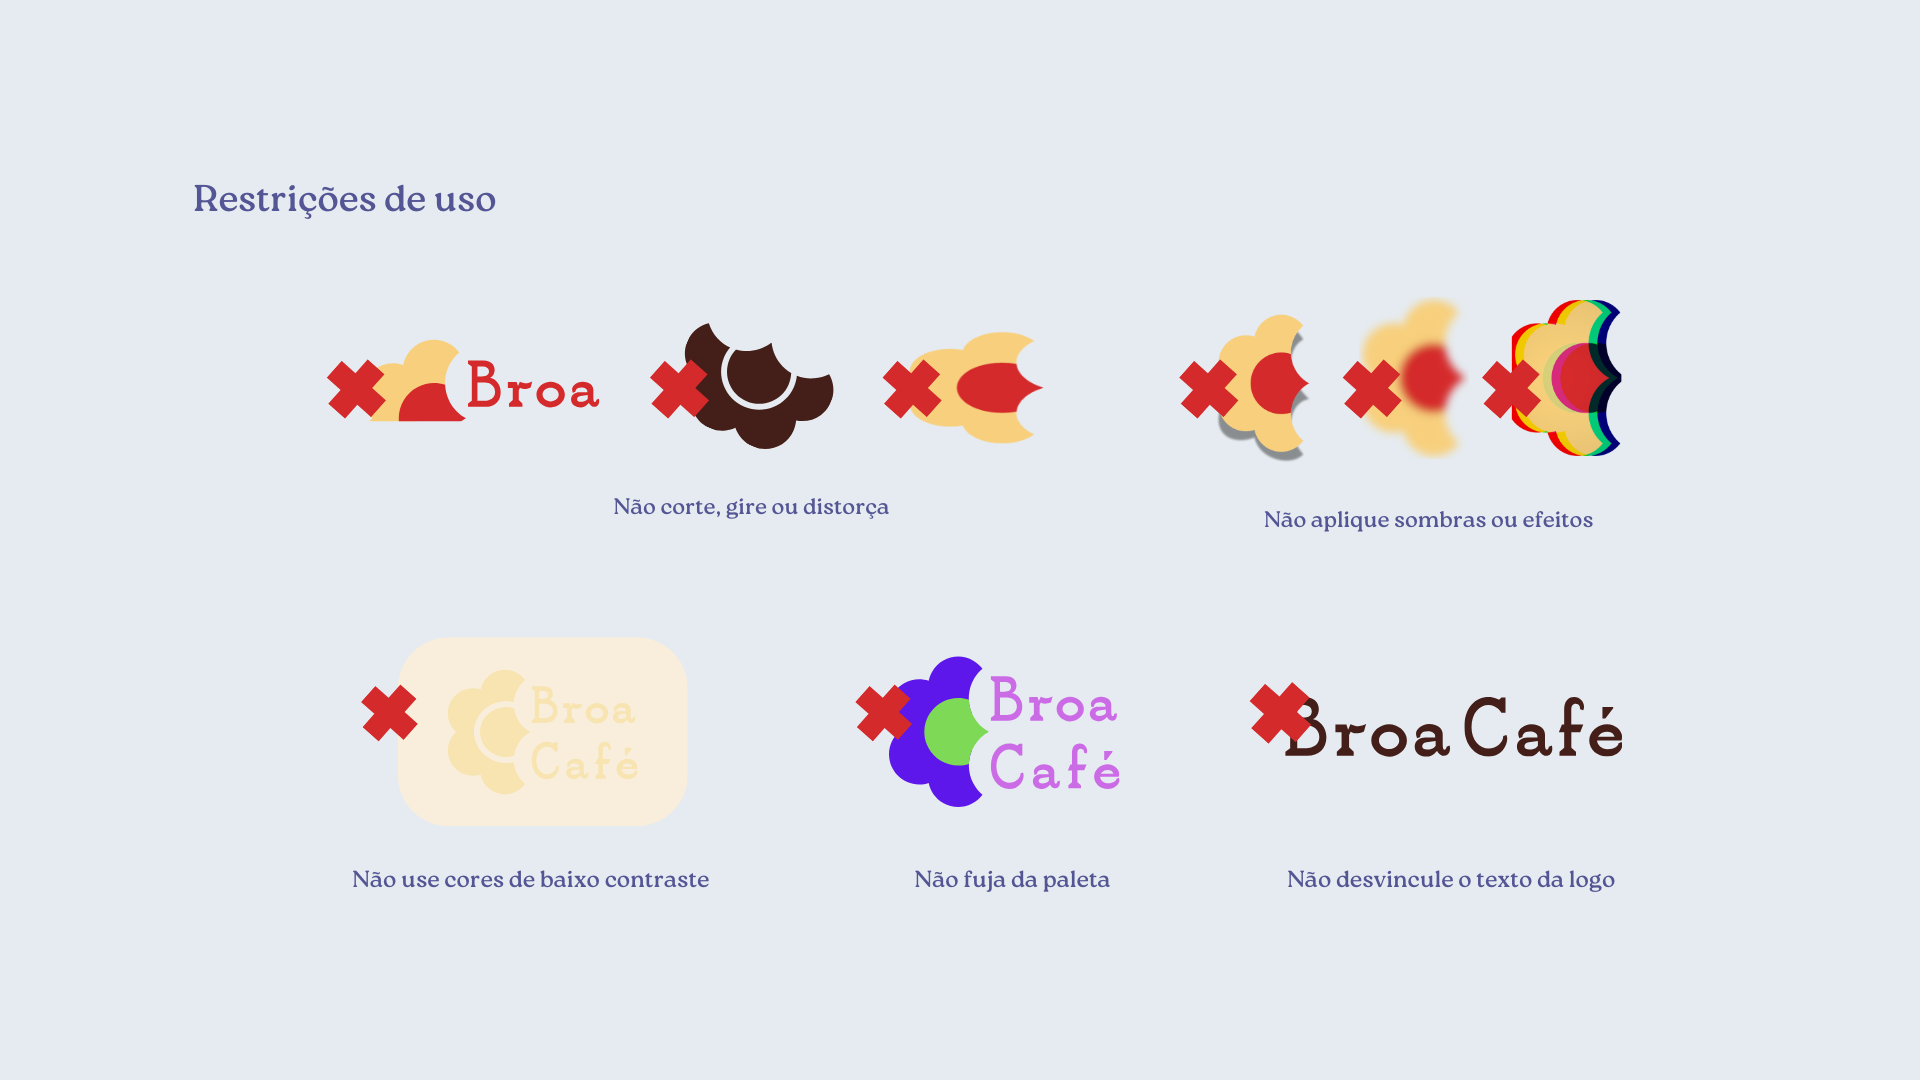 Restrições de uso
Broa
Não corte, gire ou distorça
Não aplique sombras ou efeitos
Broa
Café
Não use cores de baixo contraste
Broa
Café
Não fuja da paleta
Broa Café
Não desvincule o texto da logo